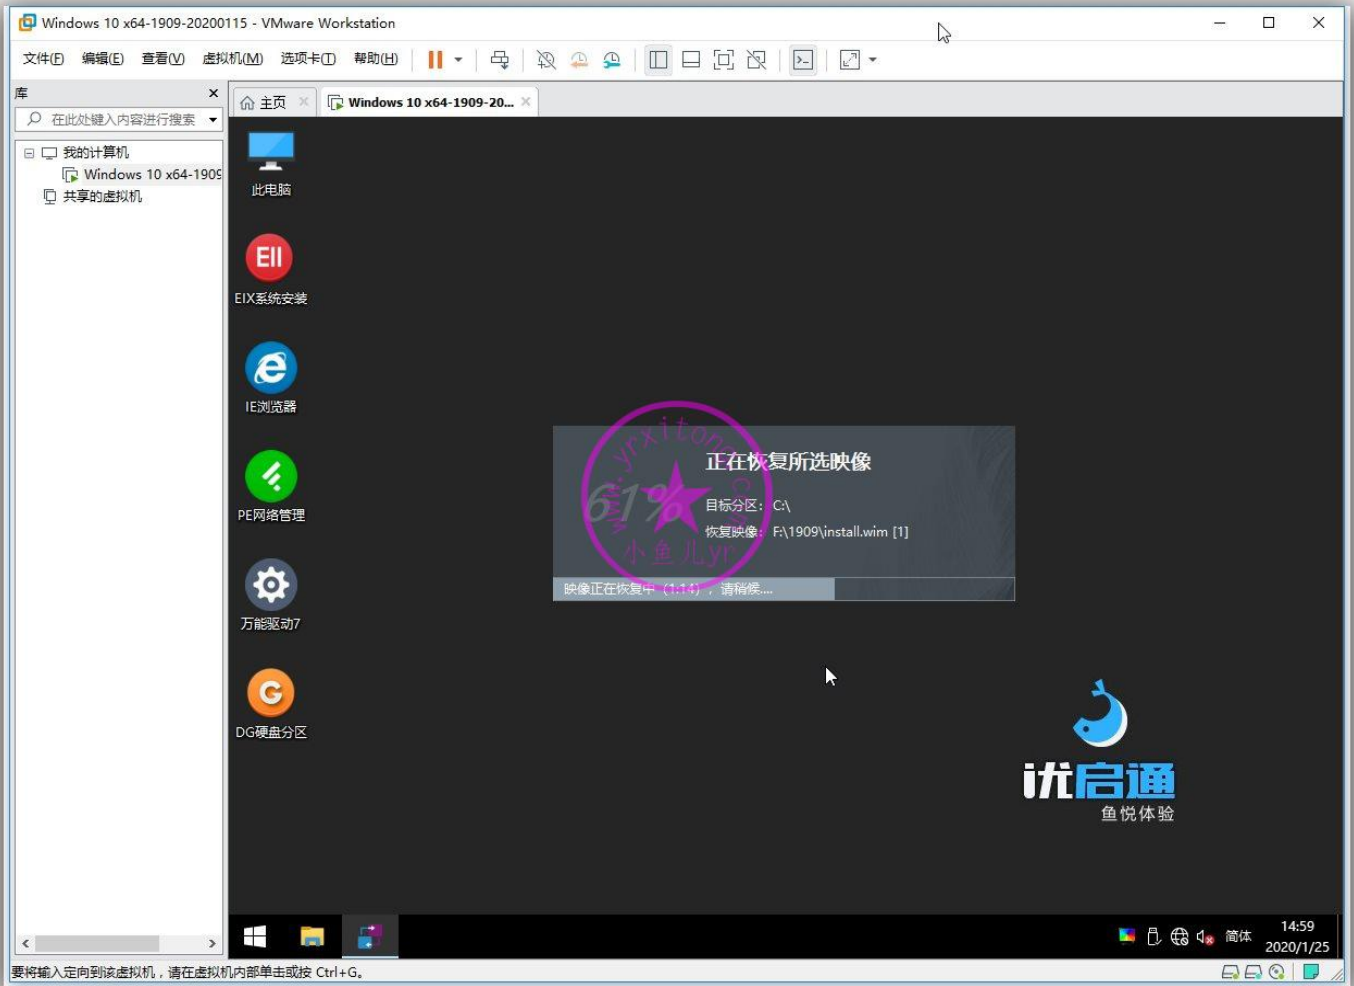 Windows 10 x64-1909-20200115 - VMware Workstation
文件(F) 编辑(E) 查看(V) 虚拟机(M) 选项卡(T) 帮助(H)
库
在此处键入内容进行搜索
我的计算机
Windows 10 x64-1909
共享的虚拟机
主页
Windows 10 x64-1909-20...
此电脑
EII
EIX系统安装
IE浏览器
PE网络管理
万能驱动7
G
DG硬盘分区
正在恢复所选映像
61%
目标分区： C:\
恢复映像： F:\1909\install.wim [1]
映像正在恢复中 (1:14) ，请稍候....
www.yrxitong.com
小鱼儿yr
优启通
鱼悦体验
简体
14:59
2020/1/25
要将输入定向到该虚拟机，请在虚拟机内部单击或按 Ctrl+G。